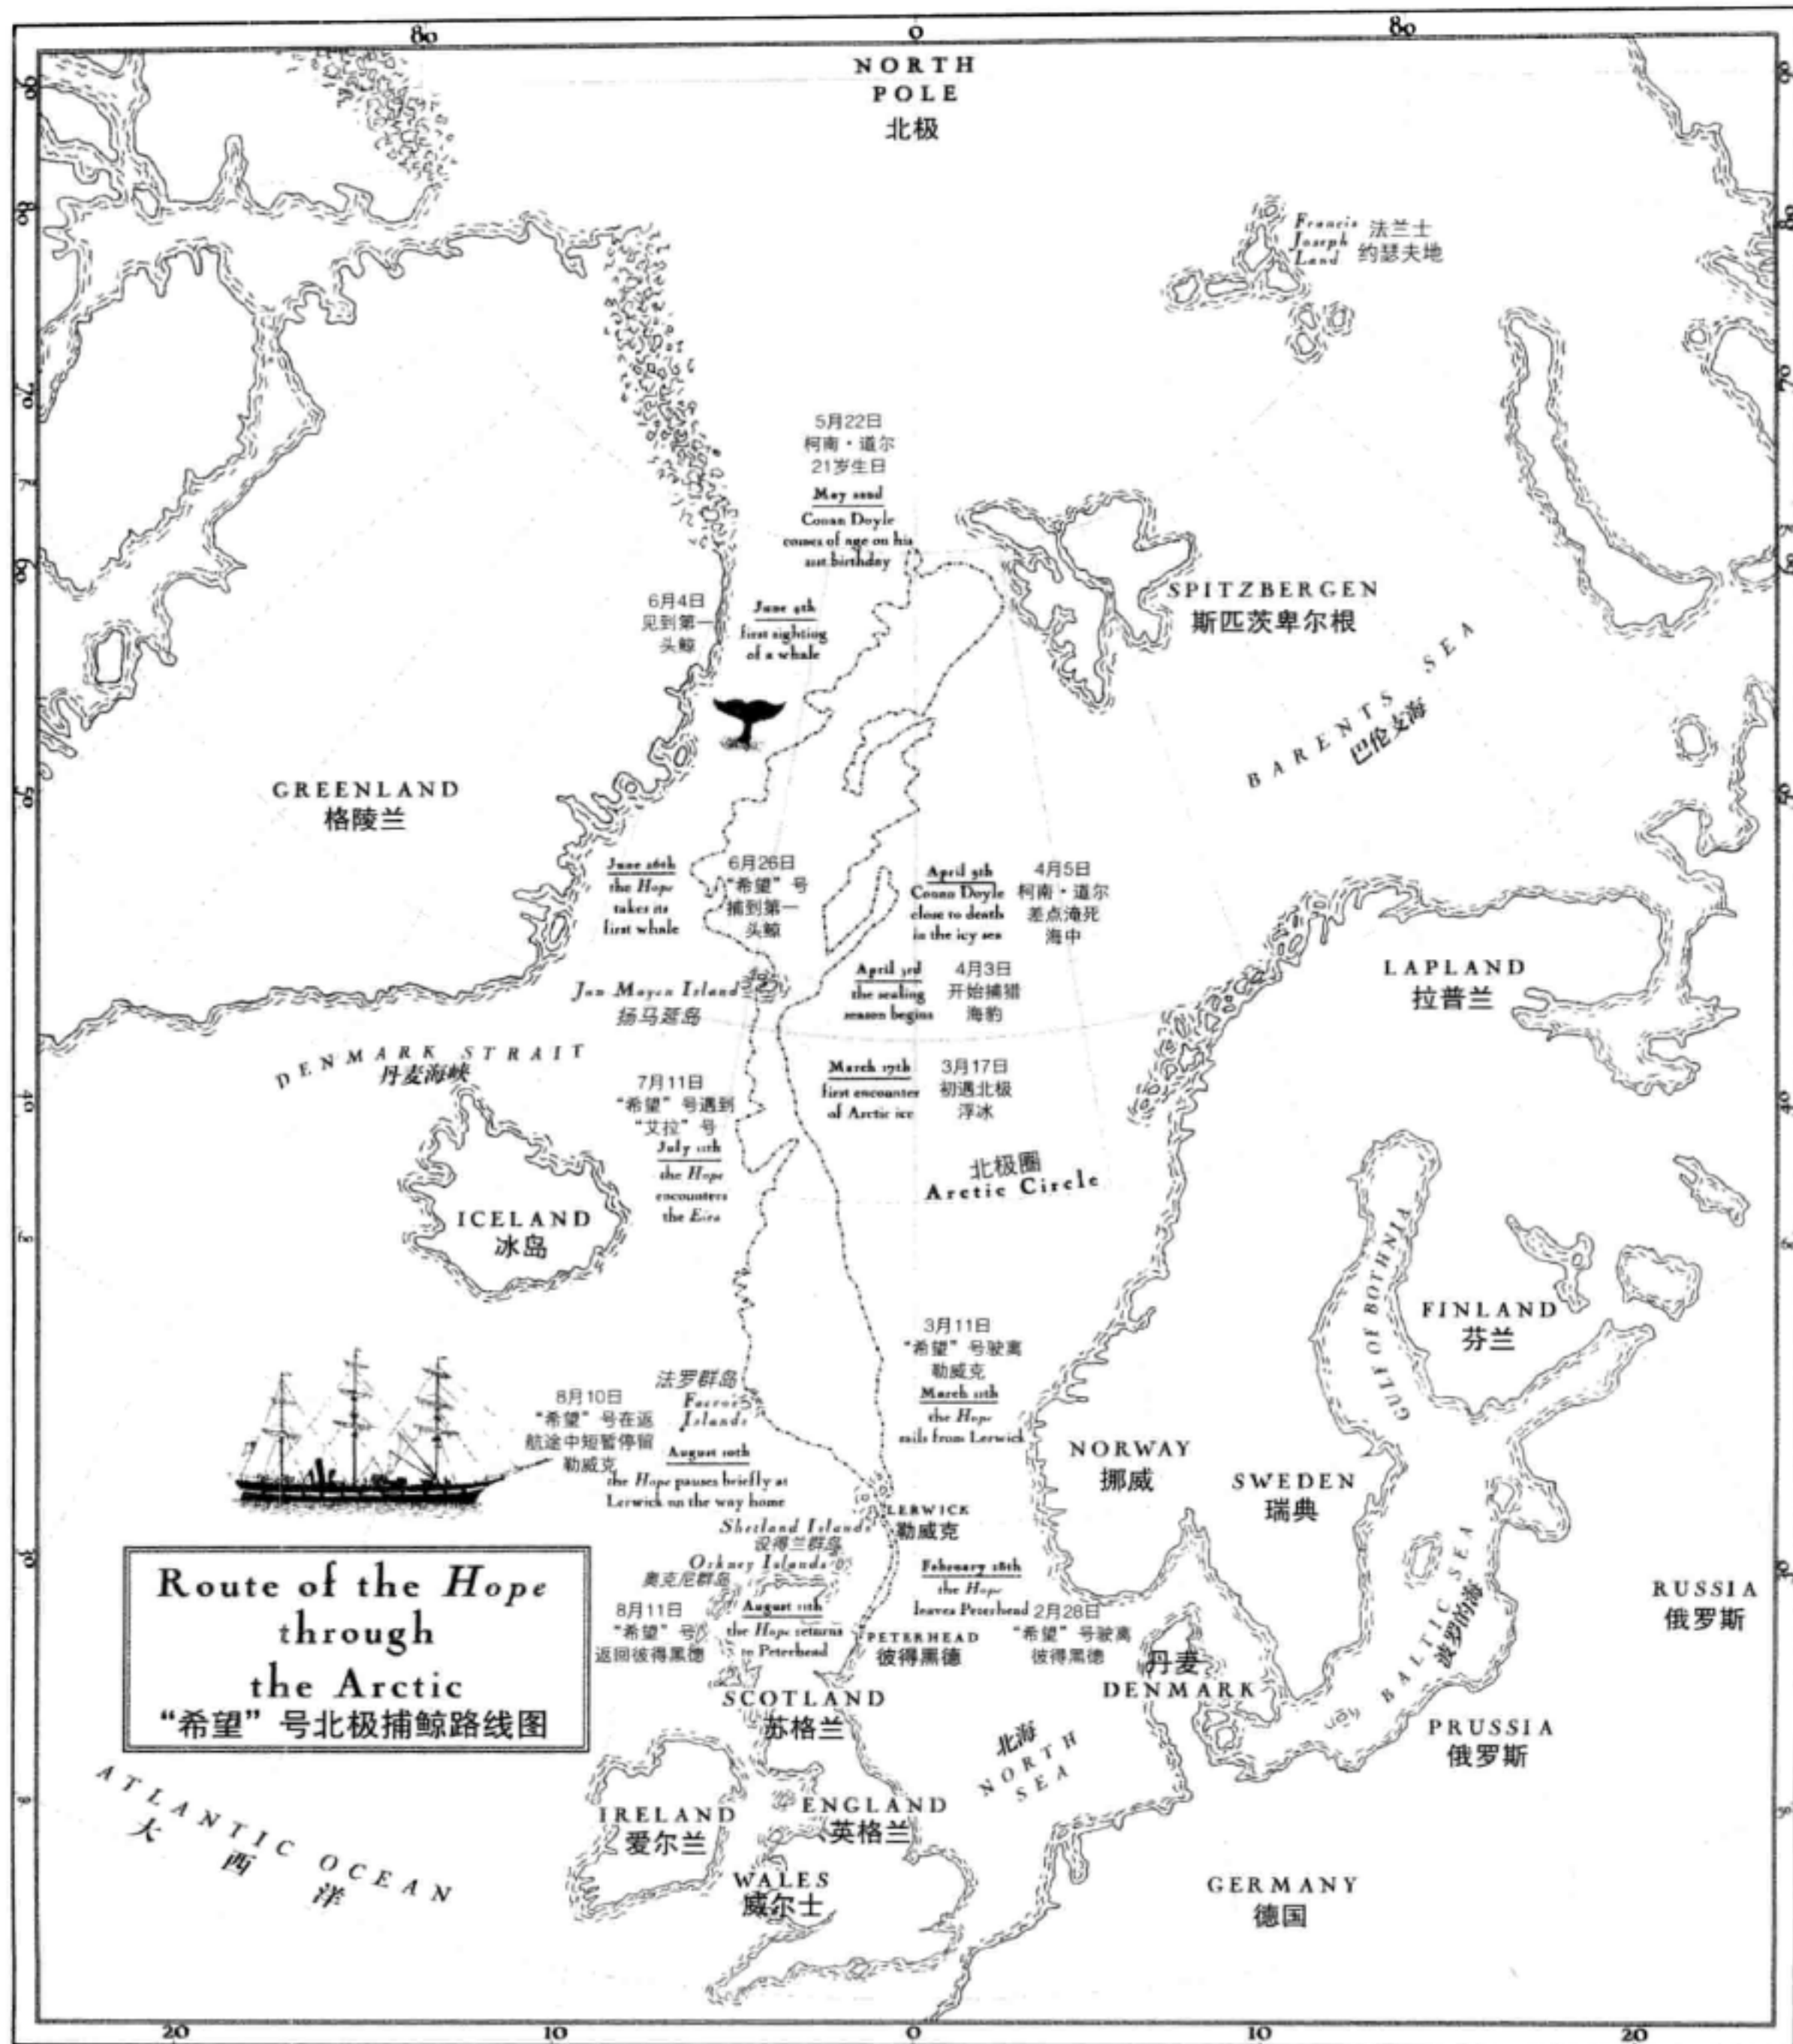 80
0
80
NORTH
POLE
北极
Francis
Joseph
Land
法兰士
约瑟夫地
5月22日
柯南·道尔
21岁生日
May 22nd
Conan Doyle
comes of age on his
21st birthday
SPITZBERGEN
斯匹茨卑尔根
6月4日
见到第一
头鲸
June 4th
first sighting
of a whale
BARENTS SEA
巴伦支海
GREENLAND
格陵兰
June 26th
the Hope
takes its
first whale
6月26日
“希望”号
捕到第一
头鲸
April 5th
Conan Doyle
close to death
in the icy sea
4月5日
柯南·道尔
差点淹死
海中
April 3rd
the sealing
season begins
4月3日
开始捕猎
海豹
Jan Mayen Island
扬马延岛
LAPLAND
拉普兰
DENMARK STRAIT
丹麦海峡
March 17th
first encounter
of Arctic ice
3月17日
初遇北极
浮冰
7月11日
“希望”号遇到
“艾拉”号
July 11th
the Hope
encounters
the Eira
北极圈
Arctic Circle
ICELAND
冰岛
GULF OF BOTHNIA
FINLAND
芬兰
3月11日
“希望”号驶离
勒威克
March 11th
the Hope
sails from Lerwick
法罗群岛
Faeroe
Islands
8月10日
“希望”号在返
航途中短暂停留
勒威克
August 10th
the Hope pauses briefly at
Lerwick on the way home
NORWAY
挪威
SWEDEN
瑞典
LERWICK
勒威克
Shetland Islands
设得兰群岛
Orkney Islands
奥克尼群岛
February 28th
the Hope
leaves Peterhead
2月28日
“希望”号驶离
彼得黑德
8月11日
“希望”号
返回彼得黑德
August 11th
the Hope returns
to Peterhead
PETERHEAD
彼得黑德
RUSSIA
俄罗斯
BALTIC SEA
波罗的海
丹麦
DENMARK
PRUSSIA
俄罗斯
Route of the Hope
through
the Arctic
“希望”号北极捕鲸路线图
SCOTLAND
苏格兰
北海
NORTH
SEA
ATLANTIC OCEAN
大西洋
IRELAND
爱尔兰
ENGLAND
英格兰
WALES
威尔士
GERMANY
德国
20
10
0
10
20